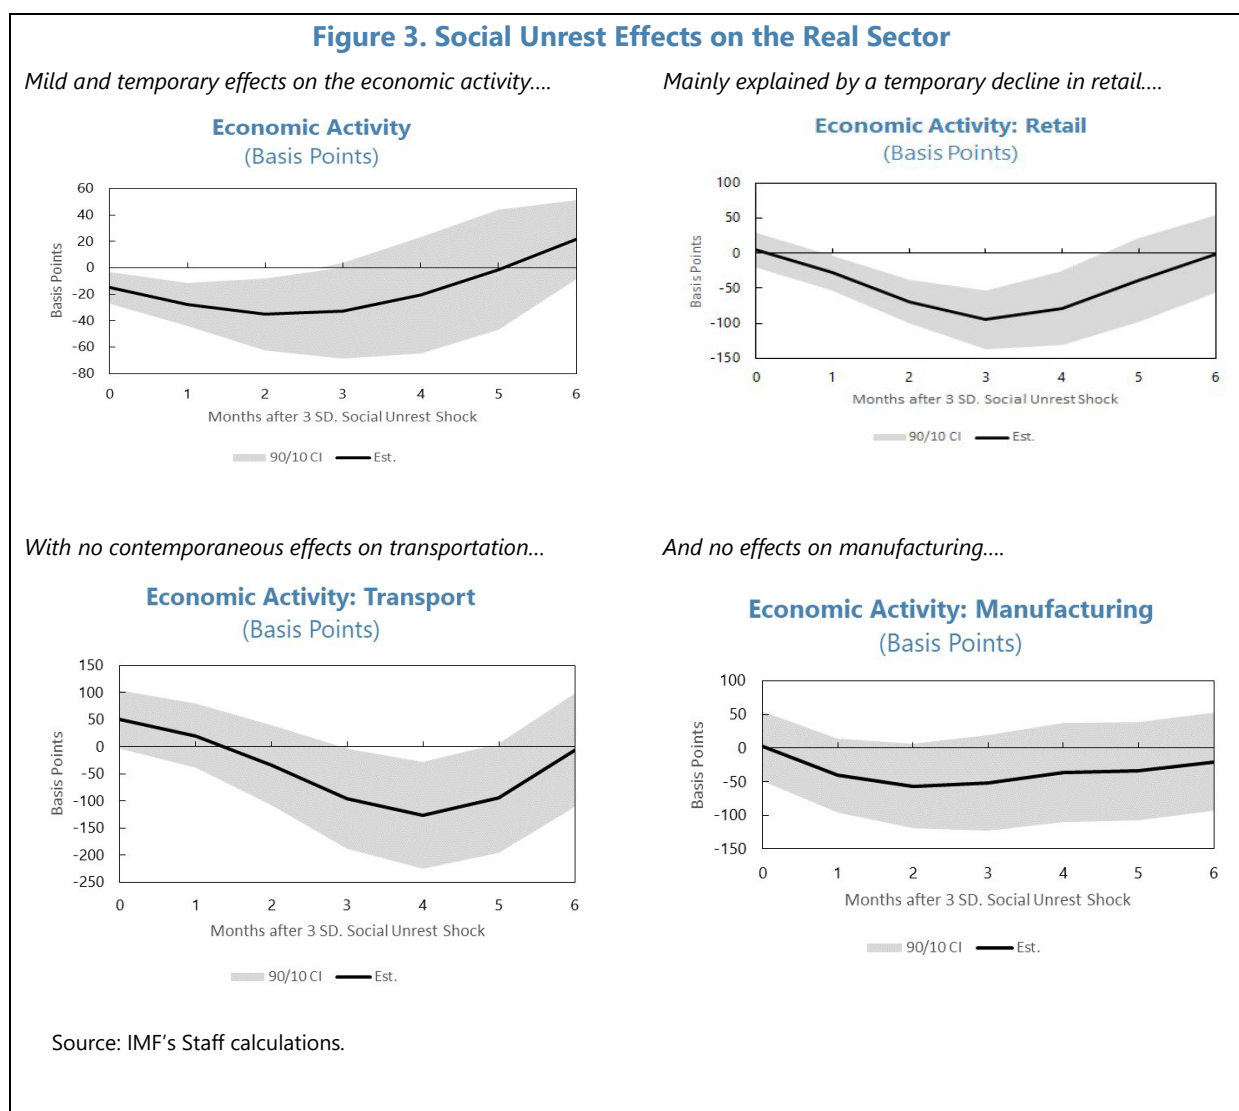 Figure 3. Social Unrest Effects on the Real Sector
Mild and temporary effects on the economic activity....
Economic Activity
(Basis Points)
60
40
20
0
-20
-40
-60
-80
Basis Points
0 1 2 3 4 5 6
Months after 3 SD. Social Unrest Shock
90/10 CI Est.
Mainly explained by a temporary decline in retail....
Economic Activity: Retail
(Basis Points)
100
50
0
-50
-100
-150
Basis Points
0 1 2 3 4 5 6
Months after 3 SD. Social Unrest Shock
90/10 CI Est.
With no contemporaneous effects on transportation...
Economic Activity: Transport
(Basis Points)
150
100
50
0
-50
-100
-150
-200
-250
Basis Points
0 1 2 3 4 5 6
Months after 3 SD. Social Unrest Shock
90/10 CI Est.
And no effects on manufacturing....
Economic Activity: Manufacturing
(Basis Points)
100
50
0
-50
-100
-150
Basis Points
0 1 2 3 4 5 6
Months after 3 SD. Social Unrest Shock
90/10 CI Est.
Source: IMF's Staff calculations.